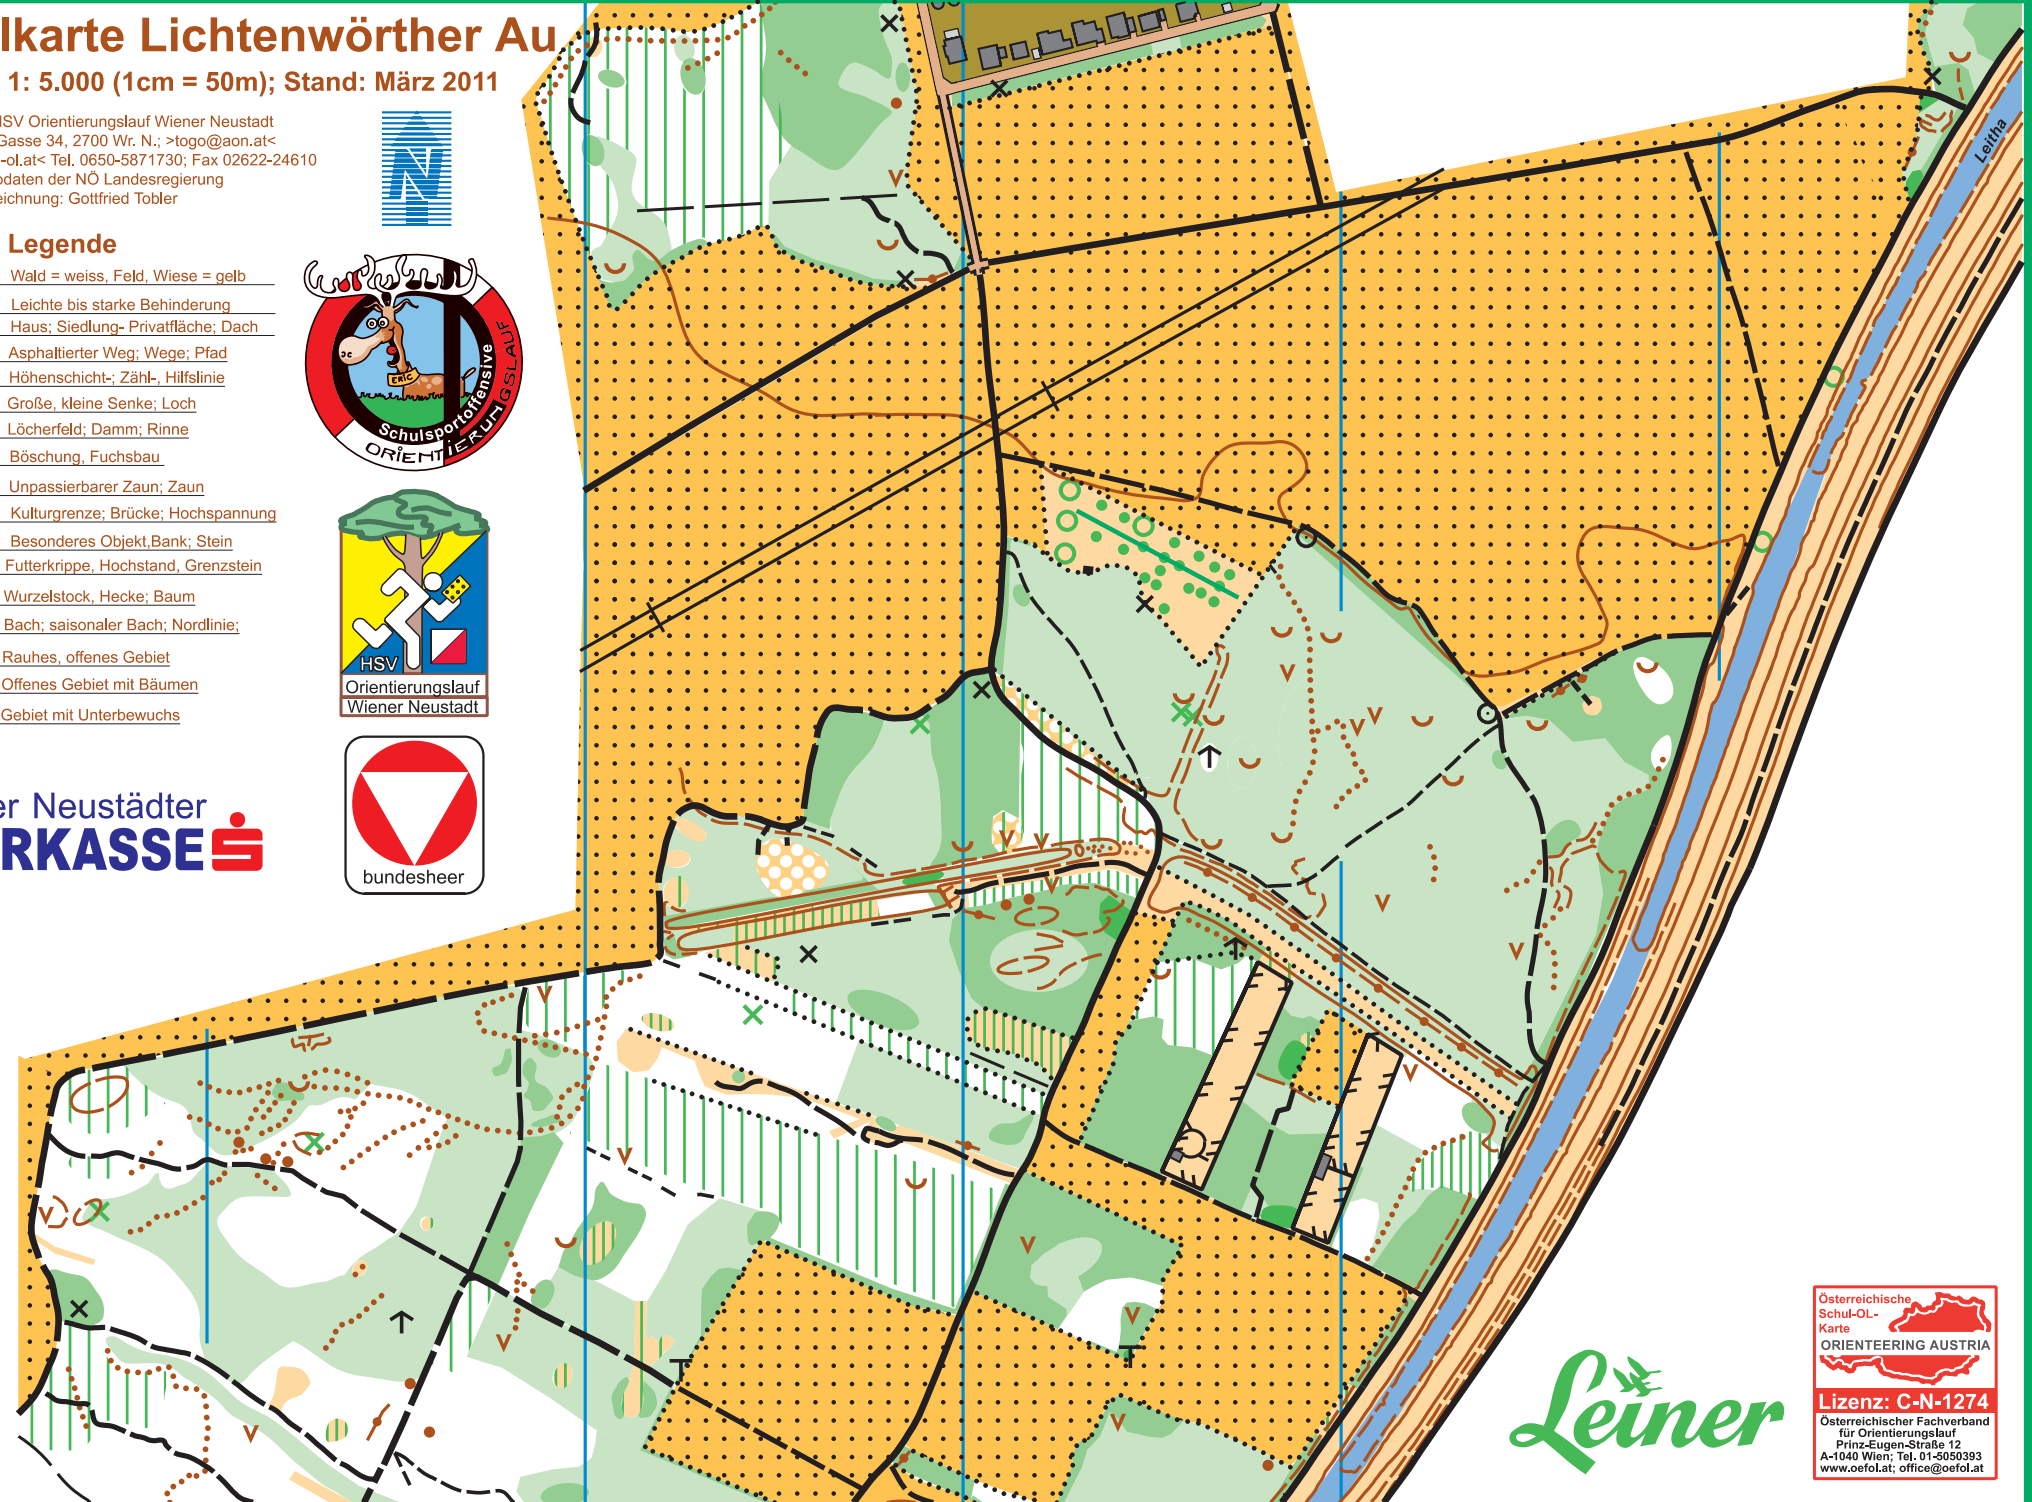 lkarte Lichtenwörther Au
1: 5.000 (1cm = 50m); Stand: März 2011
HSV Orientierungslauf Wiener Neustadt
Gasse 34, 2700 Wr. N.; >togo@aon.at<
-ol.at< Tel. 0650-5871730; Fax 02622-24610
odaten der NÖ Landesregierung
eichnung: Gottfried Tobler
N
Legende
Wald = weiss, Feld, Wiese = gelb
Leichte bis starke Behinderung
Haus; Siedlung- Privatfläche; Dach
Asphaltierter Weg; Wege; Pfad
Höhenschicht-; Zähl-, Hilfslinie
Große, kleine Senke; Loch
Löcherfeld; Damm; Rinne
Böschung, Fuchsbau
Unpassierbarer Zaun; Zaun
Kulturgrenze; Brücke; Hochspannung
Besonderes Objekt,Bank; Stein
Futterkrippe, Hochstand, Grenzstein
Wurzelstock, Hecke; Baum
Bach; saisonaler Bach; Nordlinie;
Rauhes, offenes Gebiet
Offenes Gebiet mit Bäumen
Gebiet mit Unterbewuchs
ERIC
Schulsportoffensive
ORIENTIERUNGSLAUF
HSV
Orientierungslauf
Wiener Neustadt
er Neustädter
RKASSE
bundesheer
Leitha
Leiner
Österreichische
Schul-OL-
Karte
ORIENTEERING AUSTRIA
Lizenz: C-N-1274
Österreichischer Fachverband
für Orientierungslauf
Prinz-Eugen-Straße 12
A-1040 Wien; Tel. 01-5050393
www.oefol.at; office@oefol.at